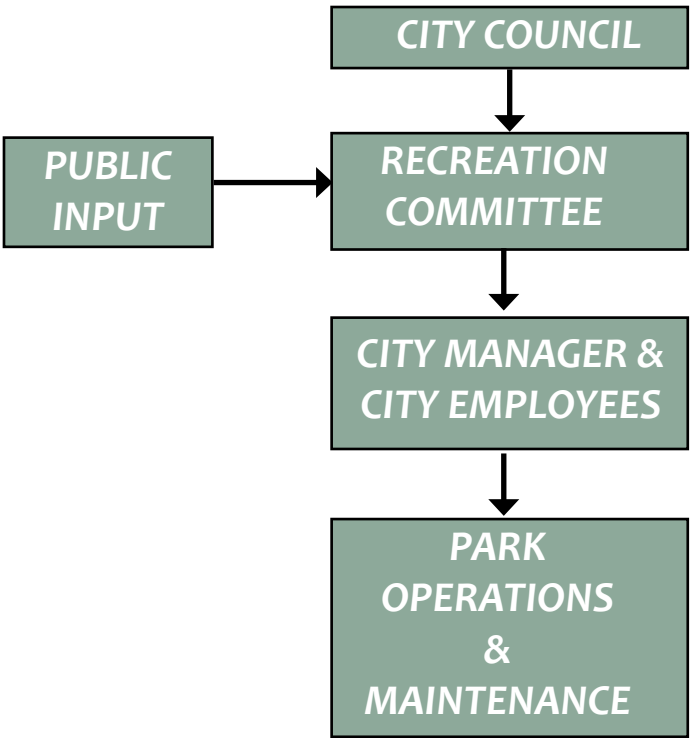 CITY COUNCIL
PUBLIC
INPUT
RECREATION
COMMITTEE
CITY MANAGER &
CITY EMPLOYEES
PARK
OPERATIONS
&
MAINTENANCE